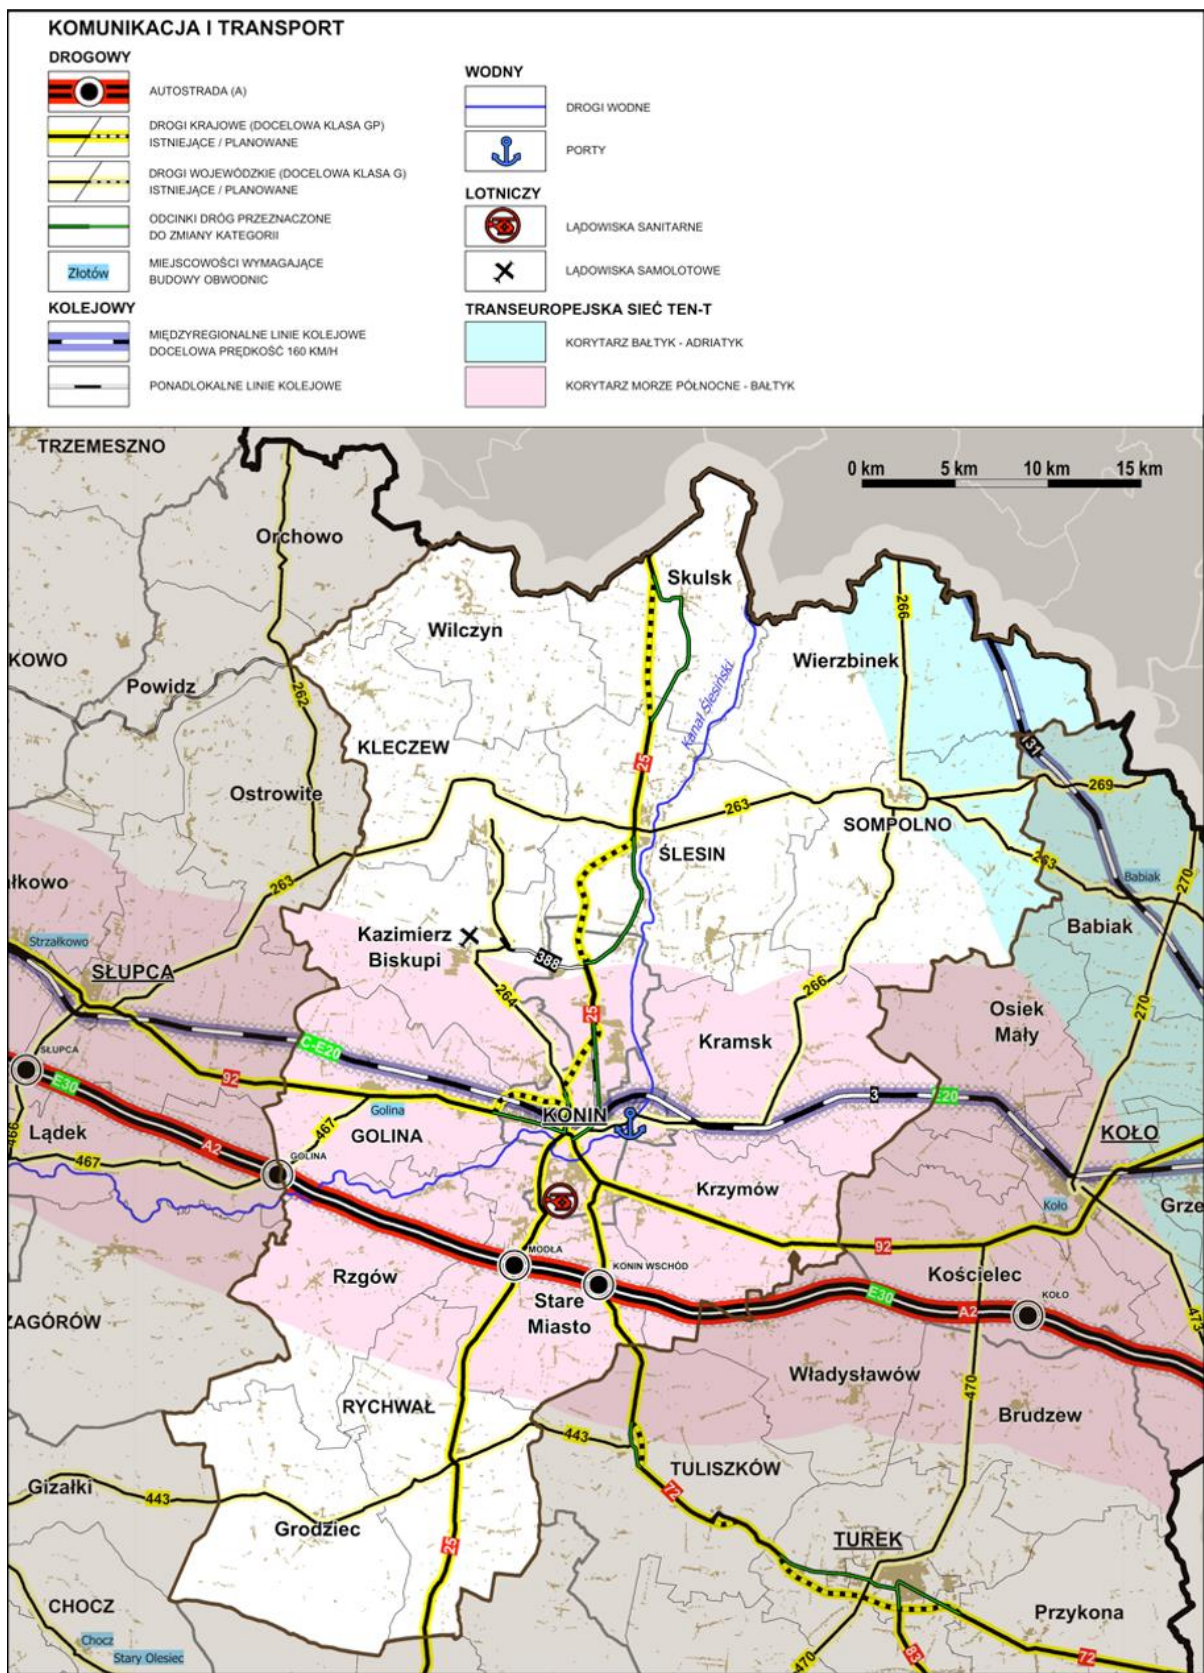 KOMUNIKACJA I TRANSPORT
DROGOWY
AUTOSTRADA (A)
DROGI KRAJOWE (DOCELOWA KLASA GP)
ISTNIEJĄCE / PLANOWANE
DROGI WOJEWÓDZKIE (DOCELOWA KLASA G)
ISTNIEJĄCE / PLANOWANE
ODCINKI DRÓG PRZEZNACZONE
DO ZMIANY KATEGORII
Złotów
MIEJSCOWOŚCI WYMAGAJĄCE
BUDOWY OBWODNIC
KOLEJOWY
MIĘDZYREGIONALNE LINIE KOLEJOWE
DOCELOWA PRĘDKOŚĆ 160 KM/H
PONADLOKALNE LINIE KOLEJOWE
WODNY
DROGI WODNE
PORTY
LOTNICZY
LĄDOWISKA SANITARNE
LĄDOWISKA SAMOLOTOWE
TRANSEUROPEJSKA SIEĆ TEN-T
KORYTARZ BAŁTYK - ADRIATYK
KORYTARZ MORZE PÓŁNOCNE - BAŁTYK
TRZEMESZNO
0 km 5 km 10 km 15 km
Orchowo
Skulsk
266
Wilczyn
KOWO
Wierzbinek
Powidz
262
Kanał Ślesiński
KLECZEW
25
131
269
Ostrowite
263
SOMPOLNO
ŚLESIN
263
ałkowo
263
Babiak
270
Babiak
Strzałkowo
Kazimierz
Biskupi
388
SŁUPCA
264
266
25
Osiek
Mały
270
Kramsk
C-E20
SŁUPCA
E30
92
3
E20
Golina
KONIN
466
Lądek
467
GOLINA
KOŁO
A2
GOLINA
467
Krzymów
Koło
Grze
92
MODŁA
KONIN WSCHÓD
Rzgów
Kościelec
E30
Stare
Miasto
A2
KOŁO
ZAGÓRÓW
473
Władysławów
470
RYCHWAŁ
Brudzew
443
TULISZKÓW
Gizałki
443
72
Grodziec
25
TUREK
CHOCZ
Przykona
Chocz
Stary Olesiec
470
83
72